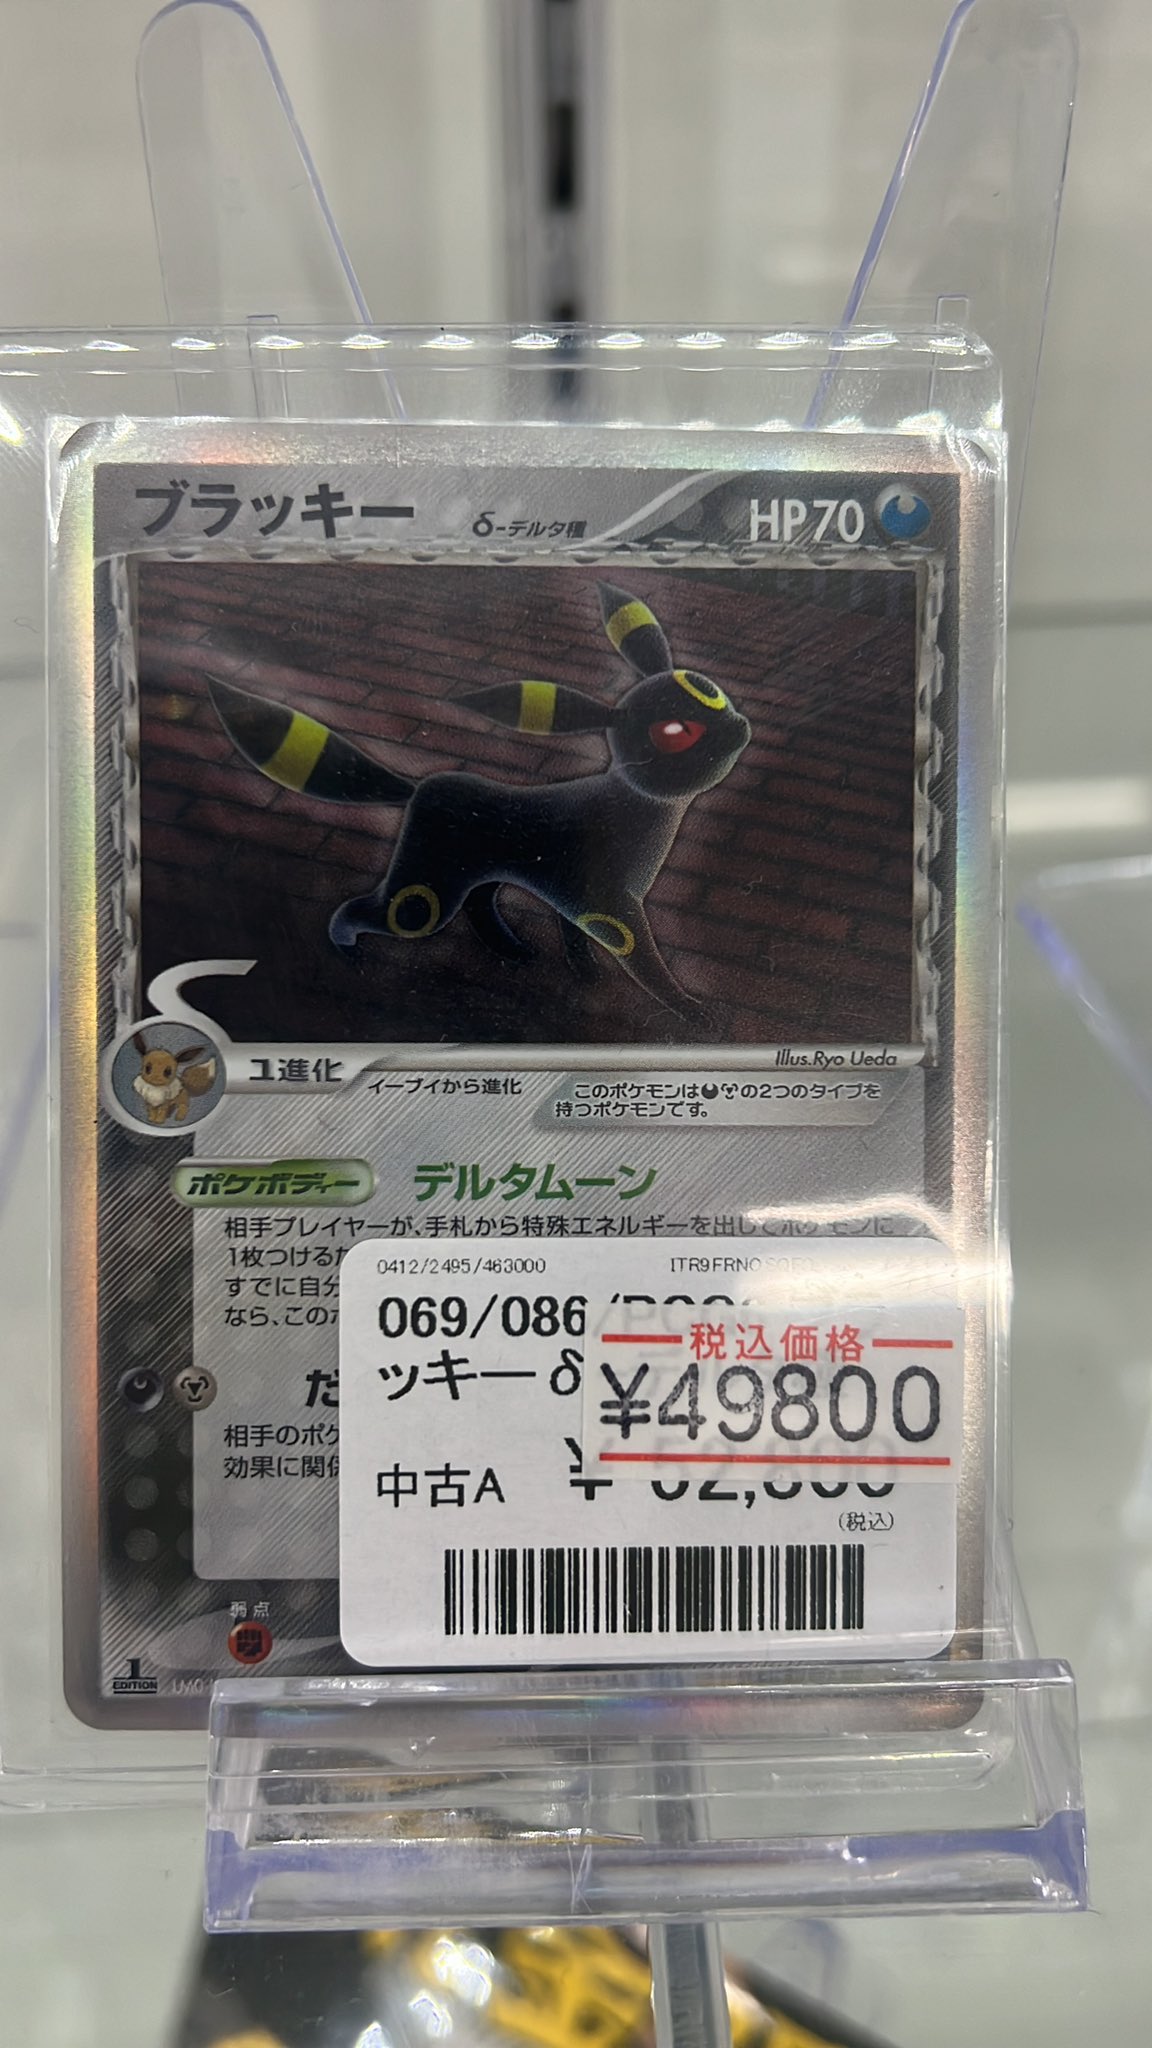 ブラッキー δ-デルタ種 HP70
Illus.Ryo Ueda
1進化 イーブイから進化
このポケモンは の2つのタイプを
持つポケモンです。
ポケボディー デルタムーン
相手プレイヤーが、手札から特殊エネルギーを出してポケモンに
1枚つけるた
すでに自分
なら、このポ
だ
相手のポケ
効果に関係
弱点
1
EDITION
0412/2495/463000
069/086
ッキー δ
税込価格
¥49800
中古A
(税込)